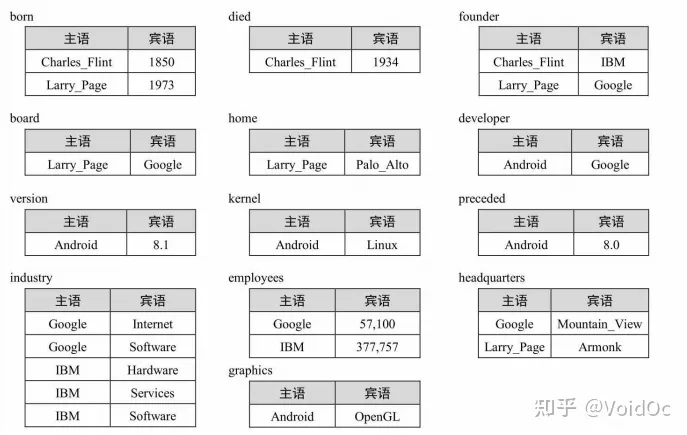 born died founder
主语 宾语 主语 宾语 主语 宾语
Charles_Flint 1850 Charles_Flint 1934 Charles_Flint IBM
Larry_Page 1973 Larry_Page Google
board home developer
主语 宾语 主语 宾语 主语 宾语
Larry_Page Google Larry_Page Palo_Alto Android Google
version kernel preceded
主语 宾语 主语 宾语 主语 宾语
Android 8.1 Android Linux Android 8.0
industry employees headquarters
主语 宾语 主语 宾语 主语 宾语
Google Internet Google 57,100 Google Mountain_View
Google Software IBM 377,757 Larry_Page Armonk
IBM Hardware graphics
IBM Services 主语 宾语
IBM Software Android OpenGL
知乎 @VoidOc